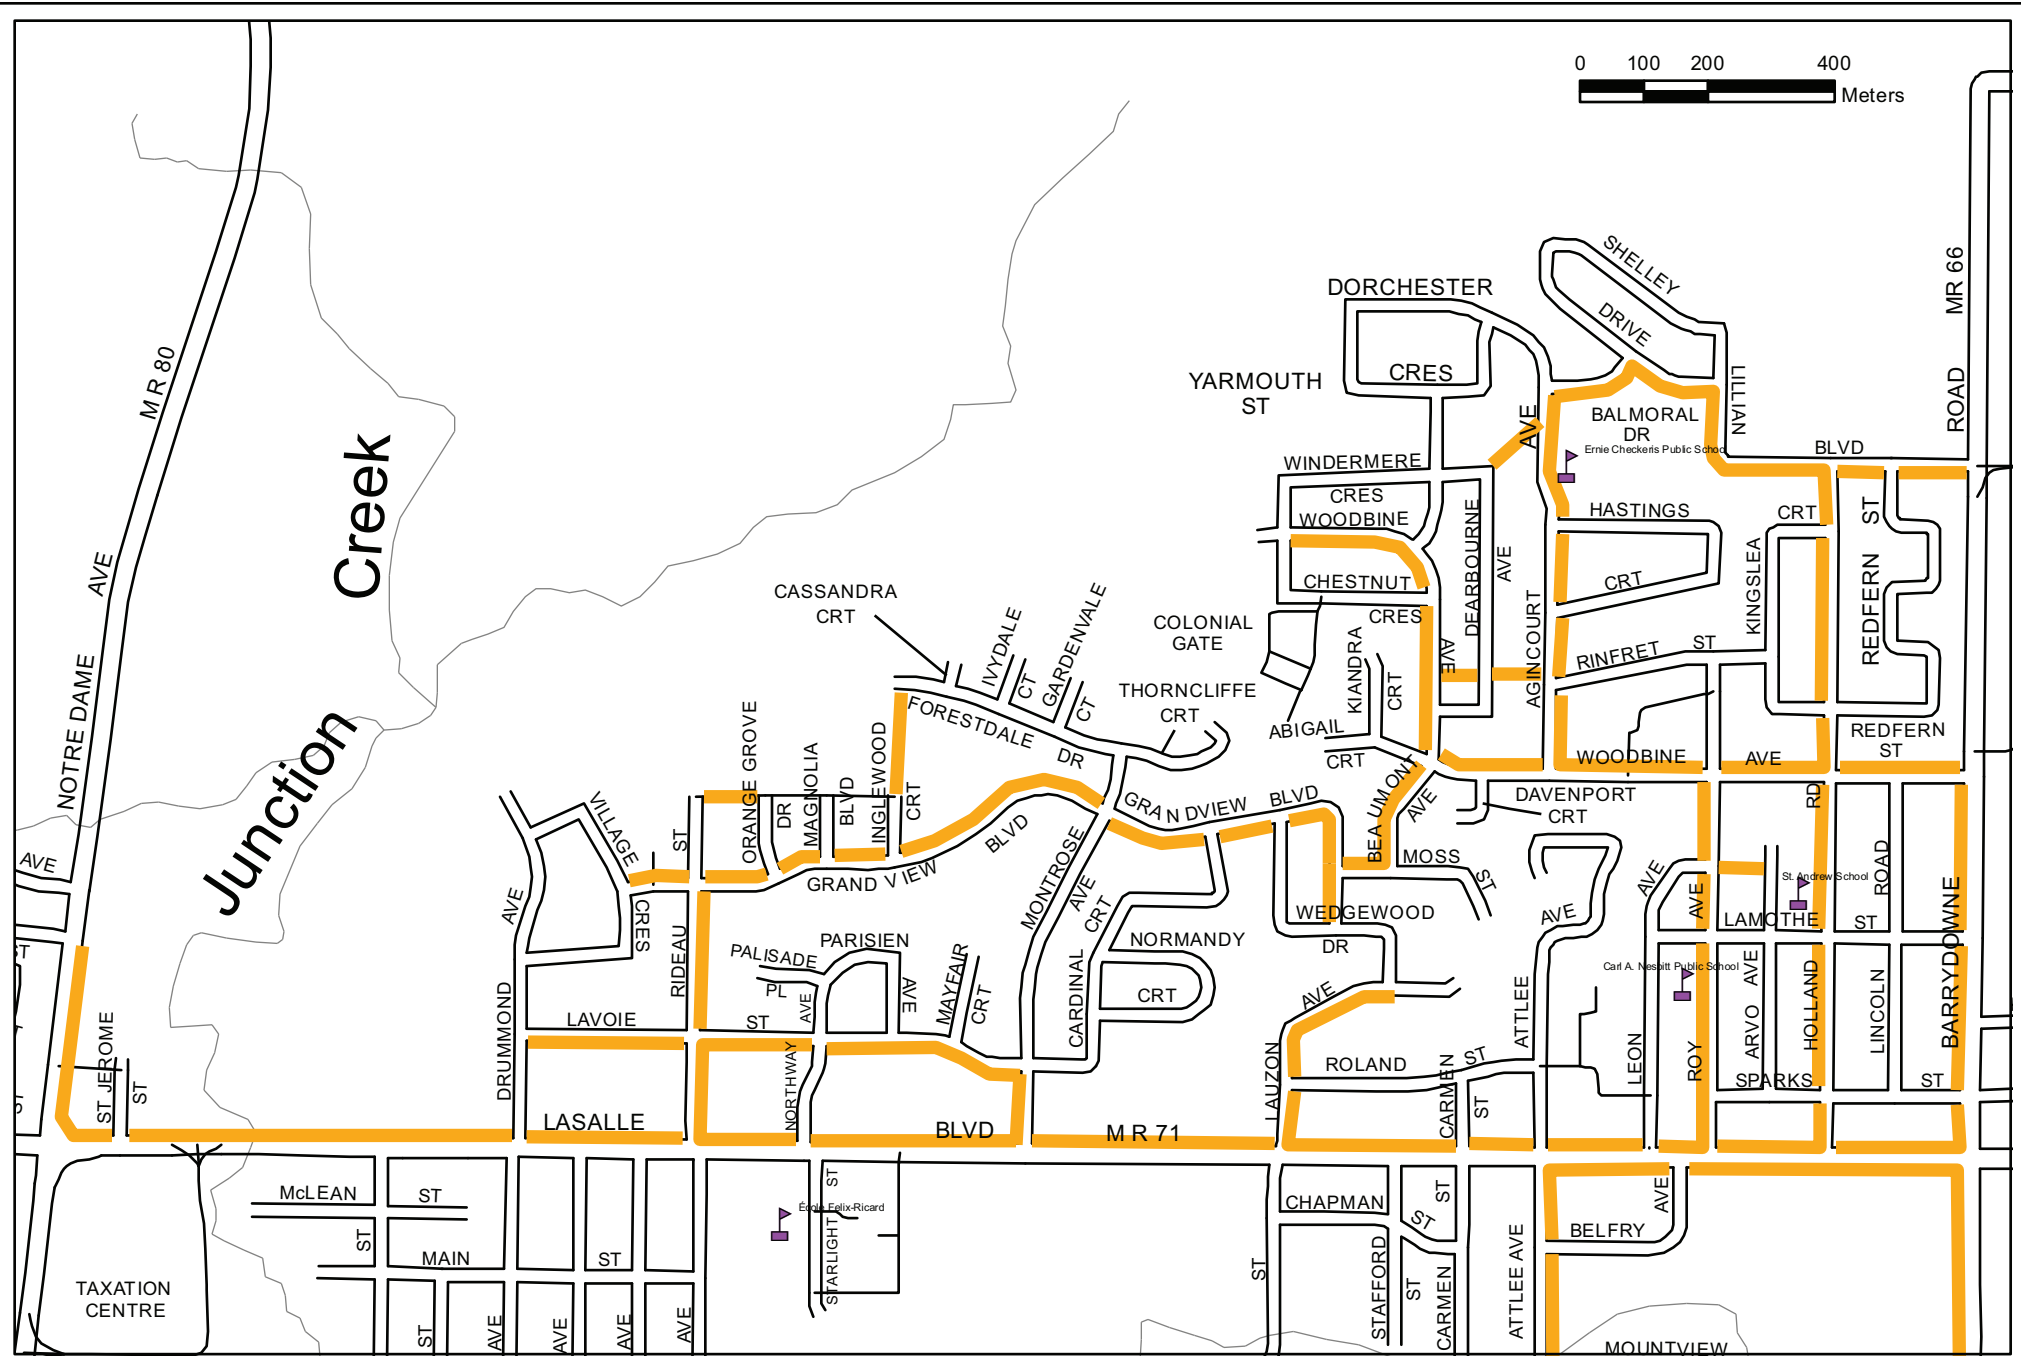 0 100 200 400
Meters
SHELLEY
DRIVE
MR 66
ROAD
DORCHESTER
CRES
M R 80
YARMOUTH
ST
LILLIAN
BALMORAL
DR
AVE
Ernie Checkeris Public School
BLVD
Creek
WINDERMERE
CRES
WOODBINE
HASTINGS
CRT
ST
REDFERN
CHESTNUT
CRES
DEARBOURNE
AVE
CRT
KINGSLEA
AVE
NOTRE DAME
CASSANDRA
CRT
IVYDALE
CT
GARDENVALE
CT
COLONIAL
GATE
KIANDRA
CRT
AVE
AGINCOURT
RINFRET ST
THORNCLIFFE
CRT
ABIGAIL
CRT
FORESTDALE
DR
ORANGE GROVE
DR
MAGNOLIA
BLVD
INGLEWOOD
CRT
REDFERN
ST
WOODBINE AVE
Junction
GRANDVIEW BLVD
BEAUMONT
AVE
DAVENPORT
CRT
RD
VILLAGE
CRES
ST
GRAND VIEW
BLVD
MONTROSE
AVE
MOSS
ST
AVE
AVE
St. Andrew School
ROAD
AVE
AVE
WEDGEWOOD
DR
AVE
LAMOTHE ST
BARRYDOWNE
ST
RIDEAU
PALISADE
PL
PARISIEN
AVE
AVE
MAYFAIR
CRT
CRT
CARDINAL
NORMANDY
CRT
AVE
ATTLEE
Carl A. Nesbitt Public School
AVE
ARVO
HOLLAND
LINCOLN
DRUMMOND
LAVOIE ST
NORTHWAY
LAUZON
ROLAND ST
CARMEN
ST
LEON
ROY
SPARKS ST
ST JEROME
ST
ST
LASALLE BLVD M R 71
McLEAN ST
ST
MAIN ST
École Felix-Ricard
ST
STARLIGHT
CHAPMAN
ST
ST
AVE
BELFRY
TAXATION
CENTRE
ST
AVE
AVE
AVE
AVE
ST
STAFFORD
ST
CARMEN
ATTLEE AVE
MOUNTVIEW